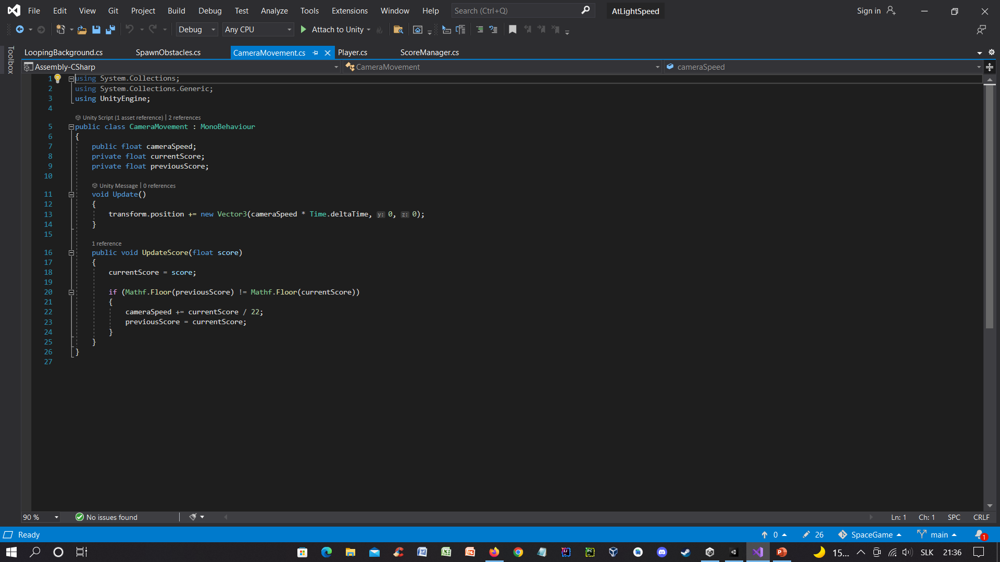 File Edit View Git Project Build Debug Test Analyze Tools Extensions Window Help Search (Ctrl+Q) AtLightSpeed Sign in
Debug Any CPU Attach to Unity
Toolbox
LoopingBackground.cs SpawnObstacles.cs CameraMovement.cs Player.cs ScoreManager.cs
Assembly-CSharp CameraMovement cameraSpeed
1 using System.Collections;
2 using System.Collections.Generic;
3 using UnityEngine;
4
Unity Script (1 asset reference) | 2 references
5 public class CameraMovement : MonoBehaviour
6 {
7 public float cameraSpeed;
8 private float currentScore;
9 private float previousScore;
10
Unity Message | 0 references
11 void Update()
12 {
13 transform.position += new Vector3(cameraSpeed * Time.deltaTime, y: 0, z: 0);
14 }
15
1 reference
16 public void UpdateScore(float score)
17 {
18 currentScore = score;
19
20 if (Mathf.Floor(previousScore) != Mathf.Floor(currentScore))
21 {
22 cameraSpeed += currentScore / 22;
23 previousScore = currentScore;
24 }
25 }
26 }
27
90 % No issues found Ln: 1 Ch: 1 SPC CRLF
Ready 0 26 SpaceGame main 1
15... SLK 21:36